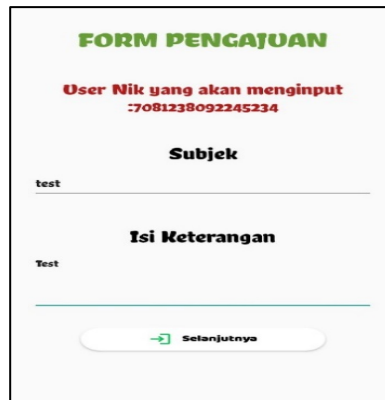 FORM PENGAJUAN
User Nik yang akan menginput
:7081238092245234
Subjek
test
Isi Keterangan
Test
Selanjutnya